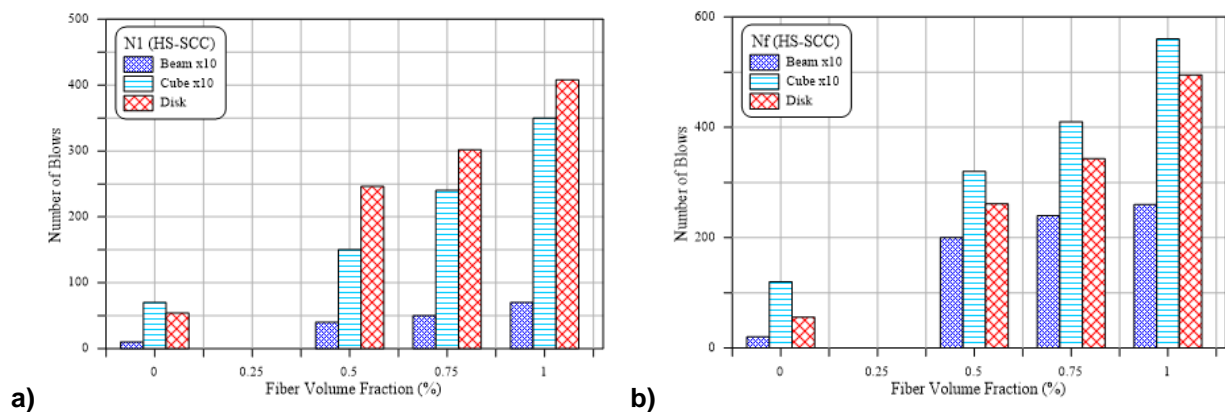 500
400
300
200
100
0
Number of Blows
N1 (HS-SCC)
Beam x10
Cube x10
Disk
0 0.25 0.5 0.75 1
Fiber Volume Fraction (%)
a)
600
400
200
0
Number of Blows
Nf (HS-SCC)
Beam x10
Cube x10
Disk
0 0.25 0.5 0.75 1
Fiber Volume Fraction (%)
b)